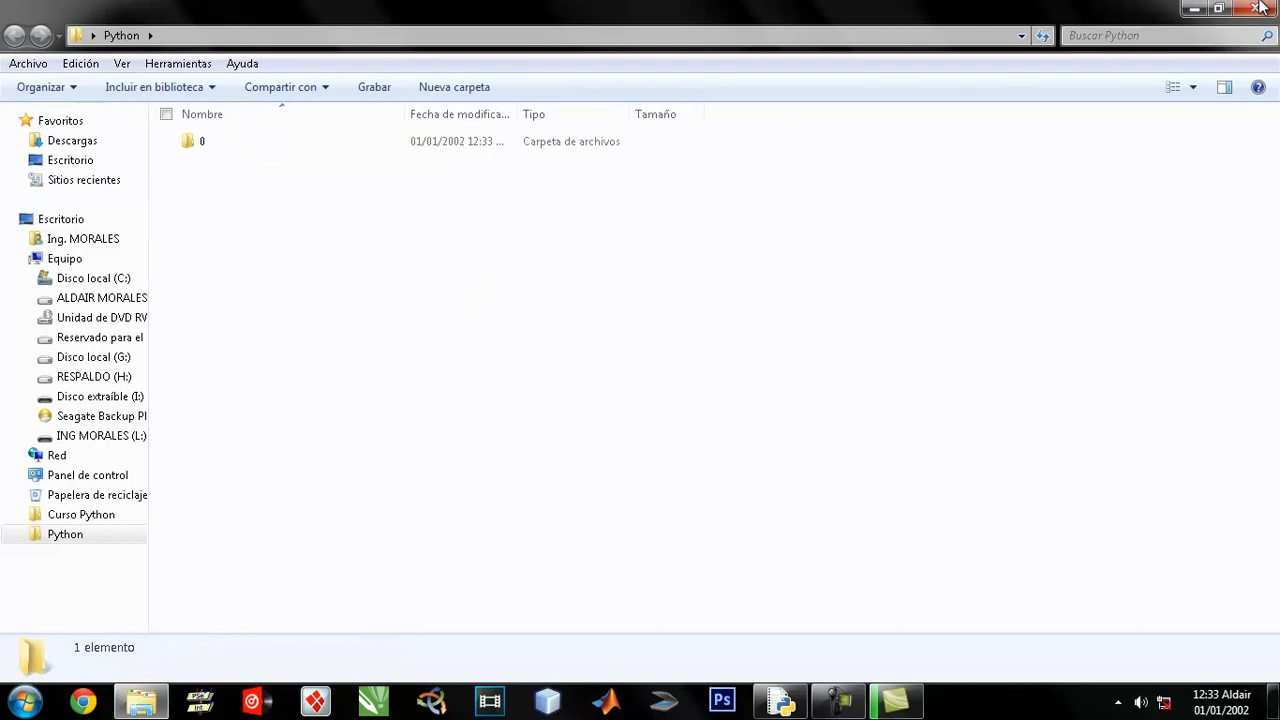 Python
Buscar Python
Archivo Edición Ver Herramientas Ayuda
Organizar Incluir en biblioteca Compartir con Grabar Nueva carpeta
Nombre Fecha de modifica... Tipo Tamaño
0 01/01/2002 12:33 ... Carpeta de archivos
Favoritos
Descargas
Escritorio
Sitios recientes
Escritorio
Ing. MORALES
Equipo
Disco local (C:)
ALDAIR MORALES
Unidad de DVD RV
Reservado para el
Disco local (G:)
RESPALDO (H:)
Disco extraíble (I:)
Seagate Backup Pl
ING MORALES (L:)
Red
Panel de control
Papelera de reciclaje
Curso Python
Python
1 elemento
Ps
12:33 Aldair
01/01/2002